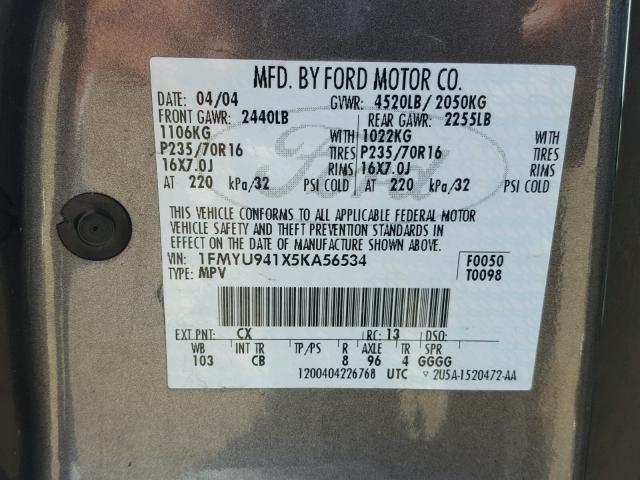 MFD. BY FORD MOTOR CO.
DATE: 04/04 GVWR: 4520LB/ 2050KG
FRONT GAWR: 2440LB REAR GAWR: 2255LB
1106KG WITH 1022KG WITH
P235/70R16 TIRES P235/70R16 TIRES
16X7.0J RIMS 16X7.0J RIMS
AT 220 kPa/32 PSI COLD AT 220 kPa/32 PSI COLD
Ford
THIS VEHICLE CONFORMS TO ALL APPLICABLE FEDERAL MOTOR
VEHICLE SAFETY AND THEFT PREVENTION STANDARDS IN
EFFECT ON THE DATE OF MANUFACTURE SHOWN ABOVE.
VIN: 1FMYU941X5KA56534 F0050
TYPE: MPV T0098
EXT PNT: CX RC: 13 DSO:
WB INT TR TP/PS R AXLE TR SPR
103 CB 8 96 4 GGGG
1200404226768 UTC ▽ 2U5A-1520472-AA